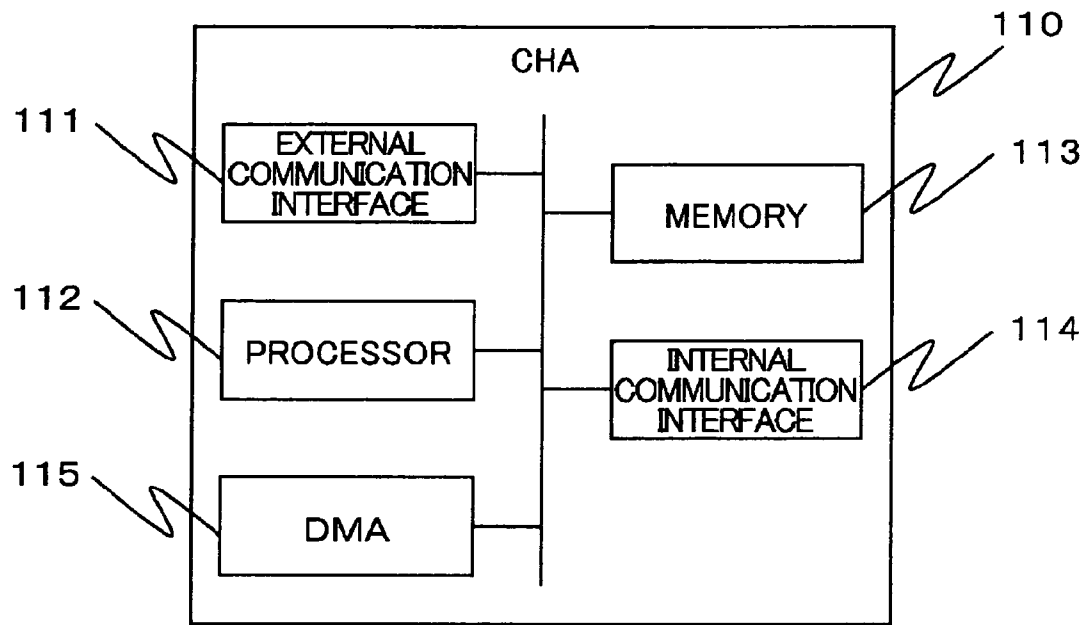 110
CHA
111
EXTERNAL
COMMUNICATION
INTERFACE
113
MEMORY
112
PROCESSOR
114
INTERNAL
COMMUNICATION
INTERFACE
115
DMA